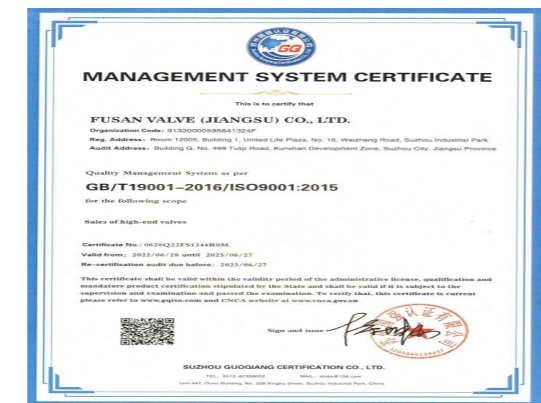 GQ
MANAGEMENT SYSTEM CERTIFICATE
This is to certify that
FUSAN VALVE (JIANGSU) CO., LTD.
Organization Code: 91320000595641324F
Reg. Address: Room 12005, Building 1, United Life Plaza, No. 16, Weizheng Road, Suzhou Industrial Park
Audit Address: Building G, No. 499 Tulip Road, Kunshan Development Zone, Suzhou City, Jiangsu Province
Quality Management System as per
GB/T19001-2016/ISO9001:2015
for the following scope
Sales of high-end valves
Certificate No.: 0628Q22FS1344R0M
Valid from: 2022/06/28 until 2025/06/27
Re-certification audit due before: 2025/06/27
This certificate shall be valid within the validity period of the administrative license, qualification and
mandatory product certification stipulated by the State and shall be valid if it is subject to the
supervision and examination and passed the examination. To verify that, this certificate is current
please refer to www.gqiso.com and CNCA website at www.cnca.gov.cn
Sign and issue
SUZHOU GUOQIANG CERTIFICATION CO., LTD.